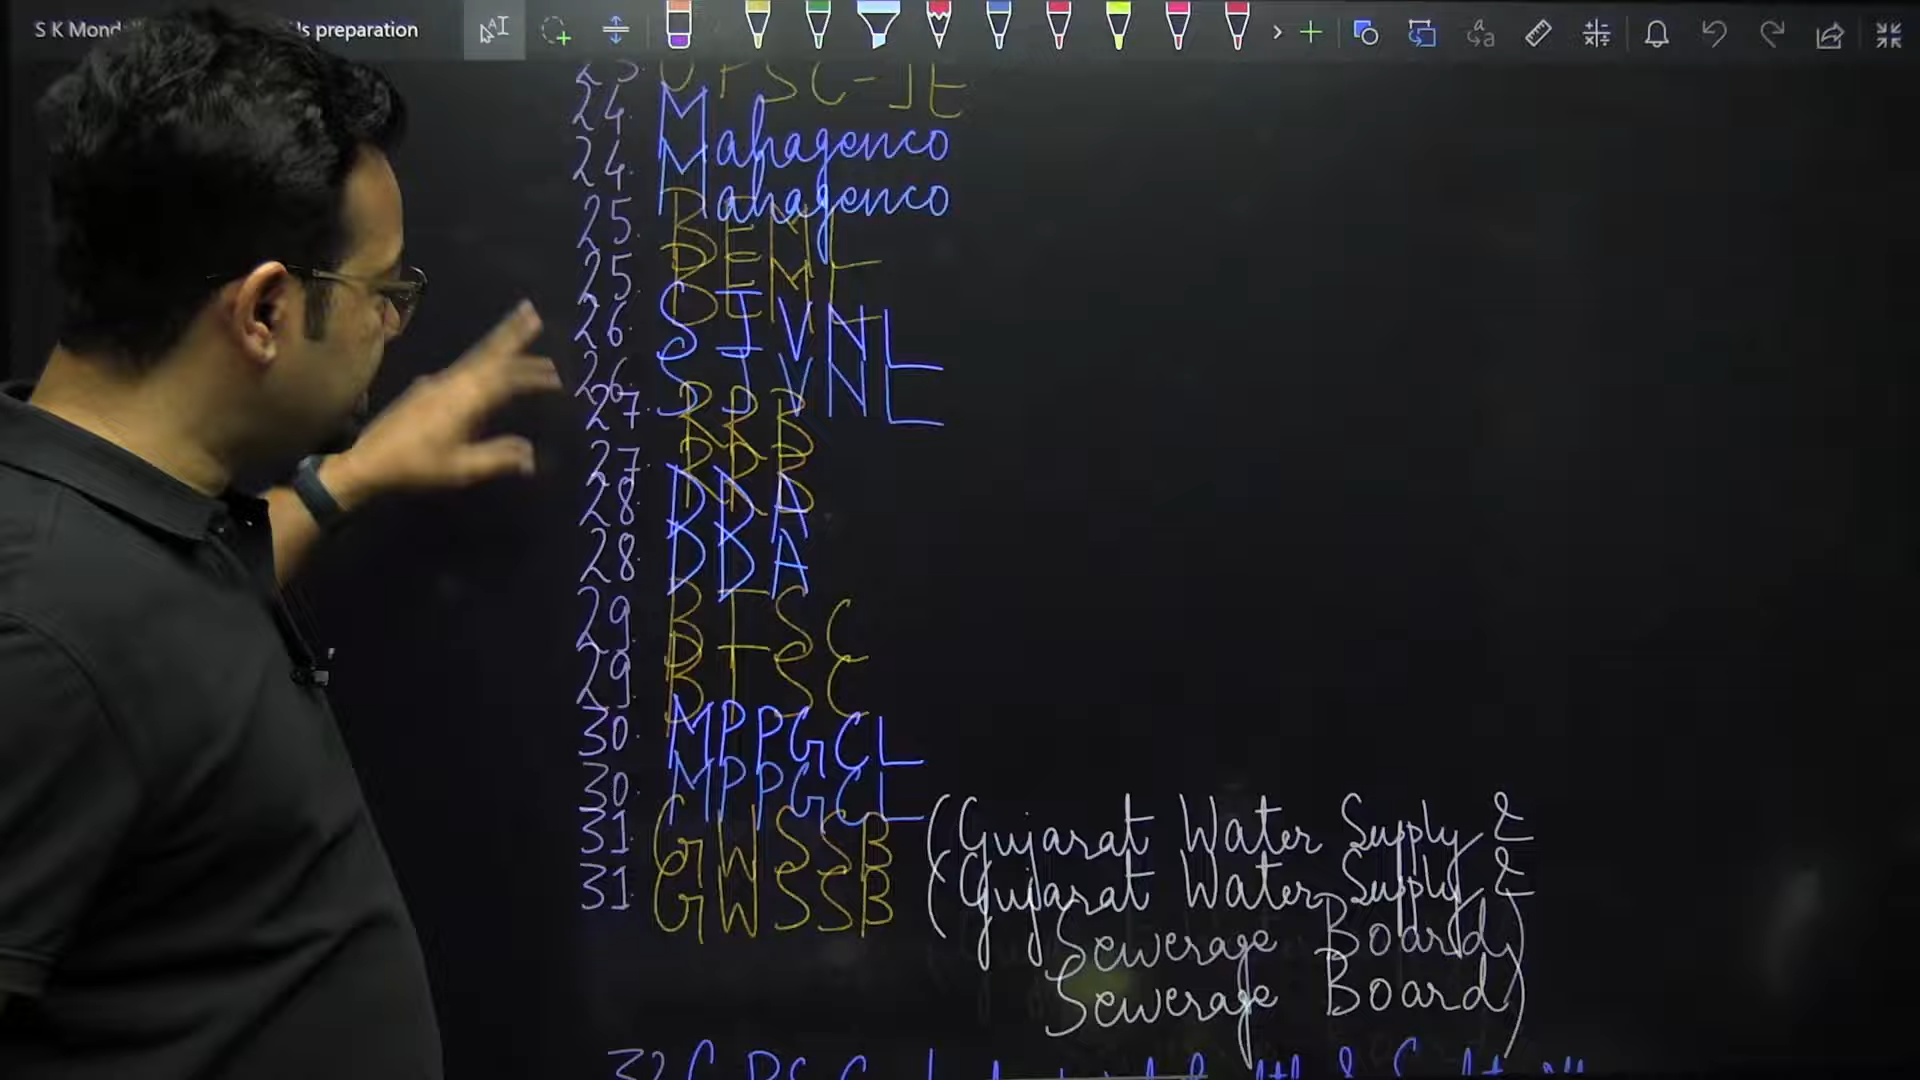 S K Mond
ls preparation
24. Mahagenco
24. Mahagenco
25. BEML
25. BEML
26. SJVNL
26. SJVNL
27. RRB
27. RRB
28. DDA
28. DDA
29. BTSC
29. BTSC
30. MPPGCL
30. MPPGCL
31. GWSSB (Gujarat Water Supply &
31. GWSSB (Gujarat Water Supply &
Sewerage Board)
Sewerage Board)